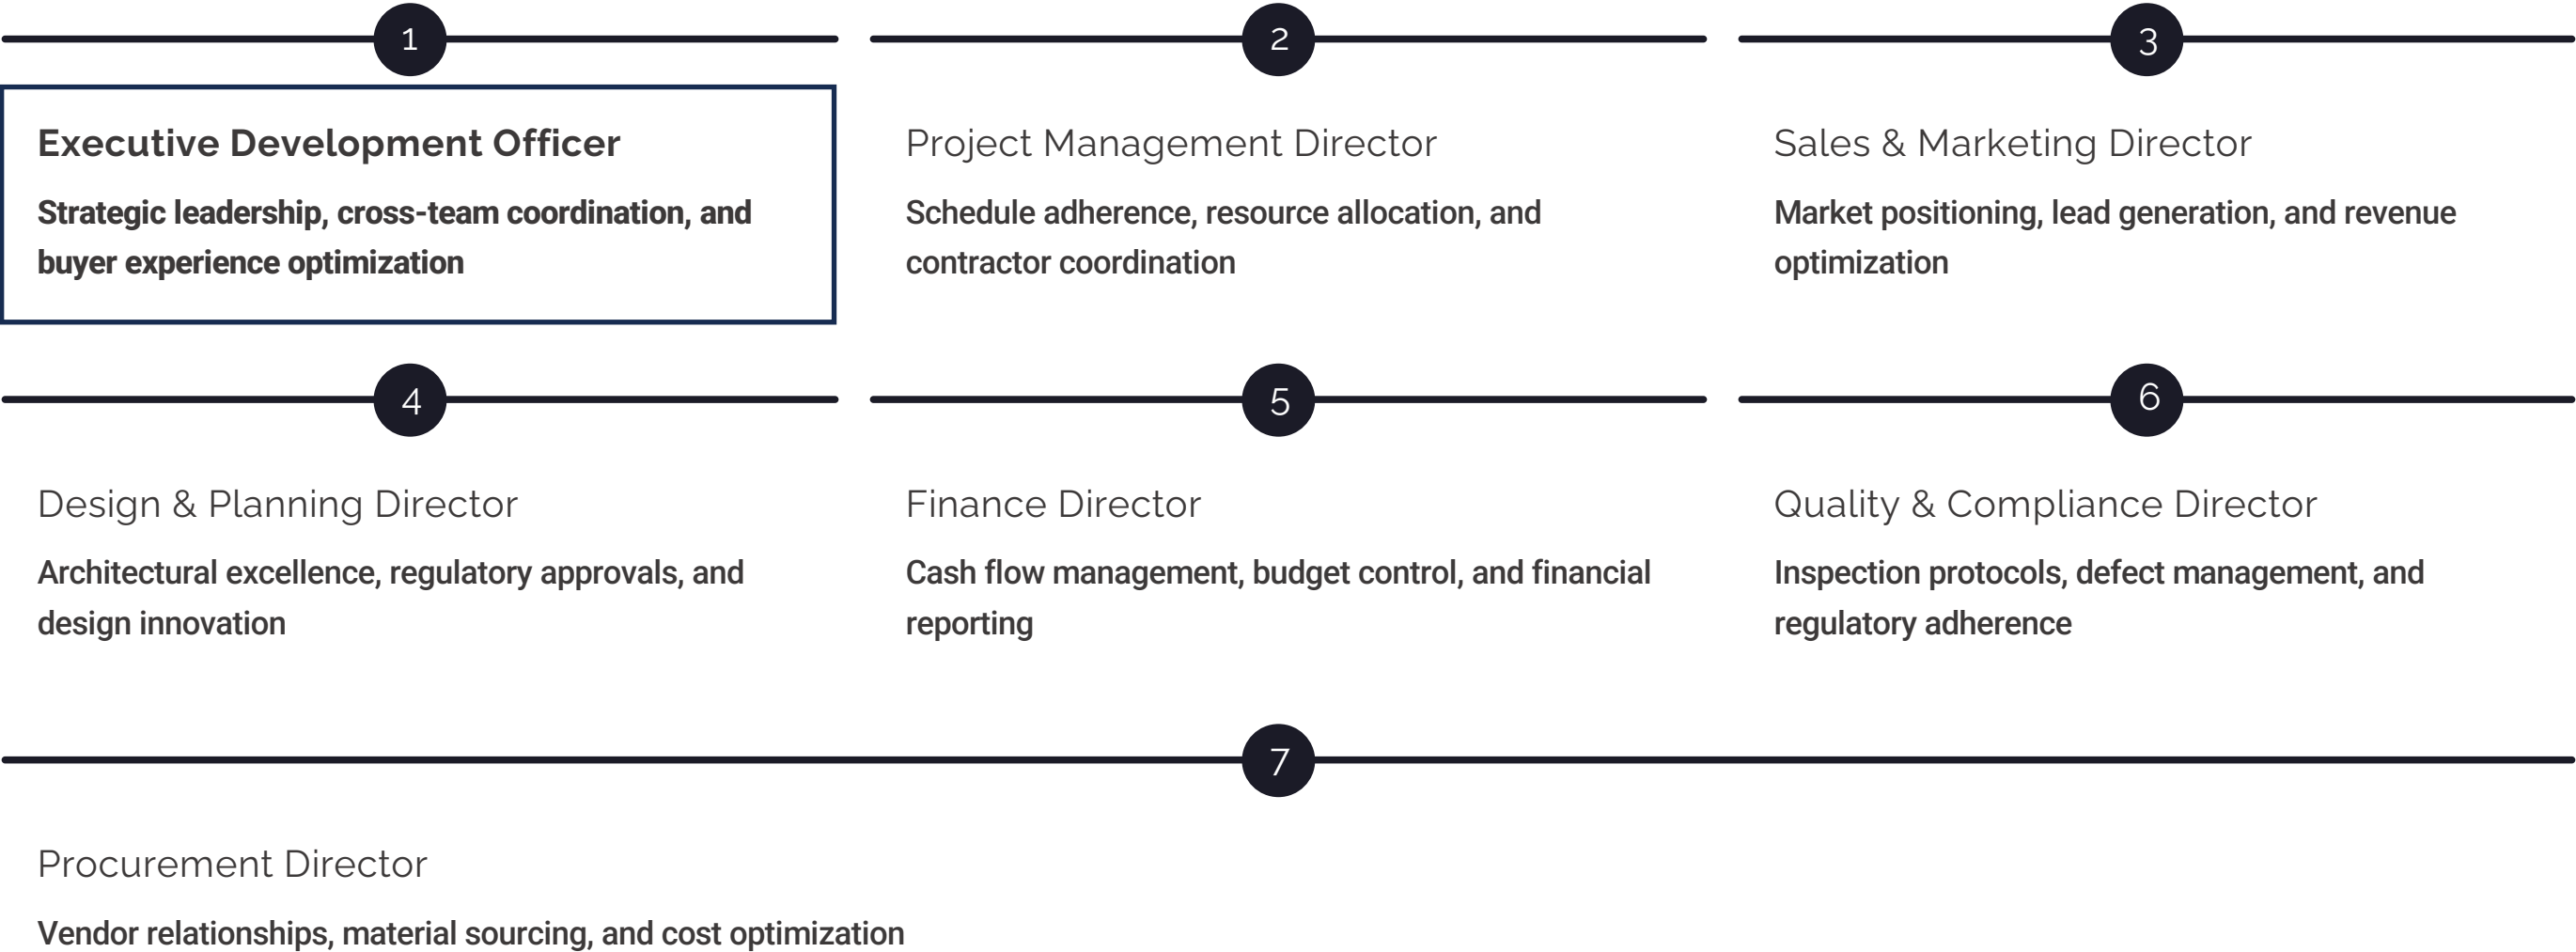 1
2
3
Executive Development Officer
Strategic leadership, cross-team coordination, and
buyer experience optimization
Project Management Director
Schedule adherence, resource allocation, and
contractor coordination
Sales & Marketing Director
Market positioning, lead generation, and revenue
optimization
4
5
6
Design & Planning Director
Architectural excellence, regulatory approvals, and
design innovation
Finance Director
Cash flow management, budget control, and financial
reporting
Quality & Compliance Director
Inspection protocols, defect management, and
regulatory adherence
7
Procurement Director
Vendor relationships, material sourcing, and cost optimization